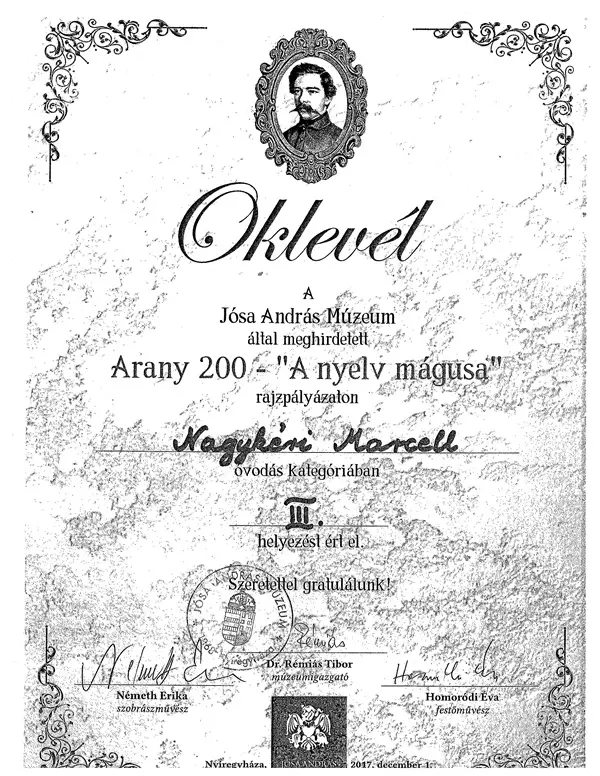 Oklevél
A
Jósa András Múzeum
által meghirdetett
Arany 200 - "A nyelv mágusa"
rajzpályázaton
Nagykéri Marcell
óvodás kategóriában
III.
helyezést ért el.
Szeretettel gratulálunk!
JÓSA ANDRÁS MÚZEUM
Nyíregyháza
Németh Erika
szobrászművész
Dr. Rémiás Tibor
múzeumigazgató
Homoródi Éva
festőművész
JÓSA ANDRÁS
Nyíregyháza, 2017. december 1.